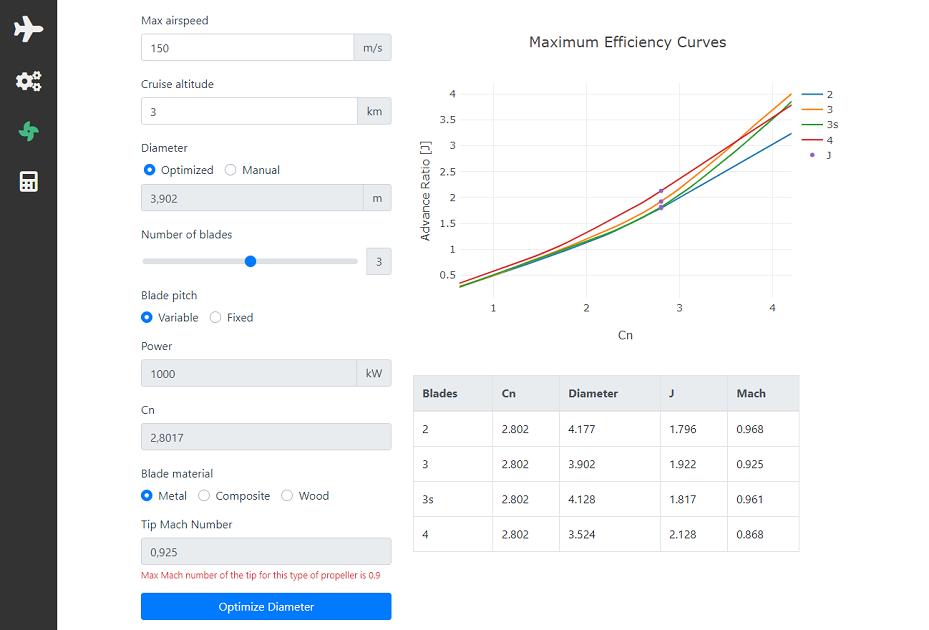 Max airspeed
150 m/s
Cruise altitude
3 km
Diameter
Optimized Manual
3,902 m
Number of blades
3
Blade pitch
Variable Fixed
Power
1000 kW
Cn
2,8017
Blade material
Metal Composite Wood
Tip Mach Number
0,925
Max Mach number of the tip for this type of propeller is 0.9
Optimize Diameter
Maximum Efficiency Curves
Advance Ratio [J]
4
3.5
3
2.5
2
1.5
1
0.5
1 2 3 4
Cn
2
3
3s
4
J
Blades Cn Diameter J Mach
2 2.802 4.177 1.796 0.968
3 2.802 3.902 1.922 0.925
3s 2.802 4.128 1.817 0.961
4 2.802 3.524 2.128 0.868